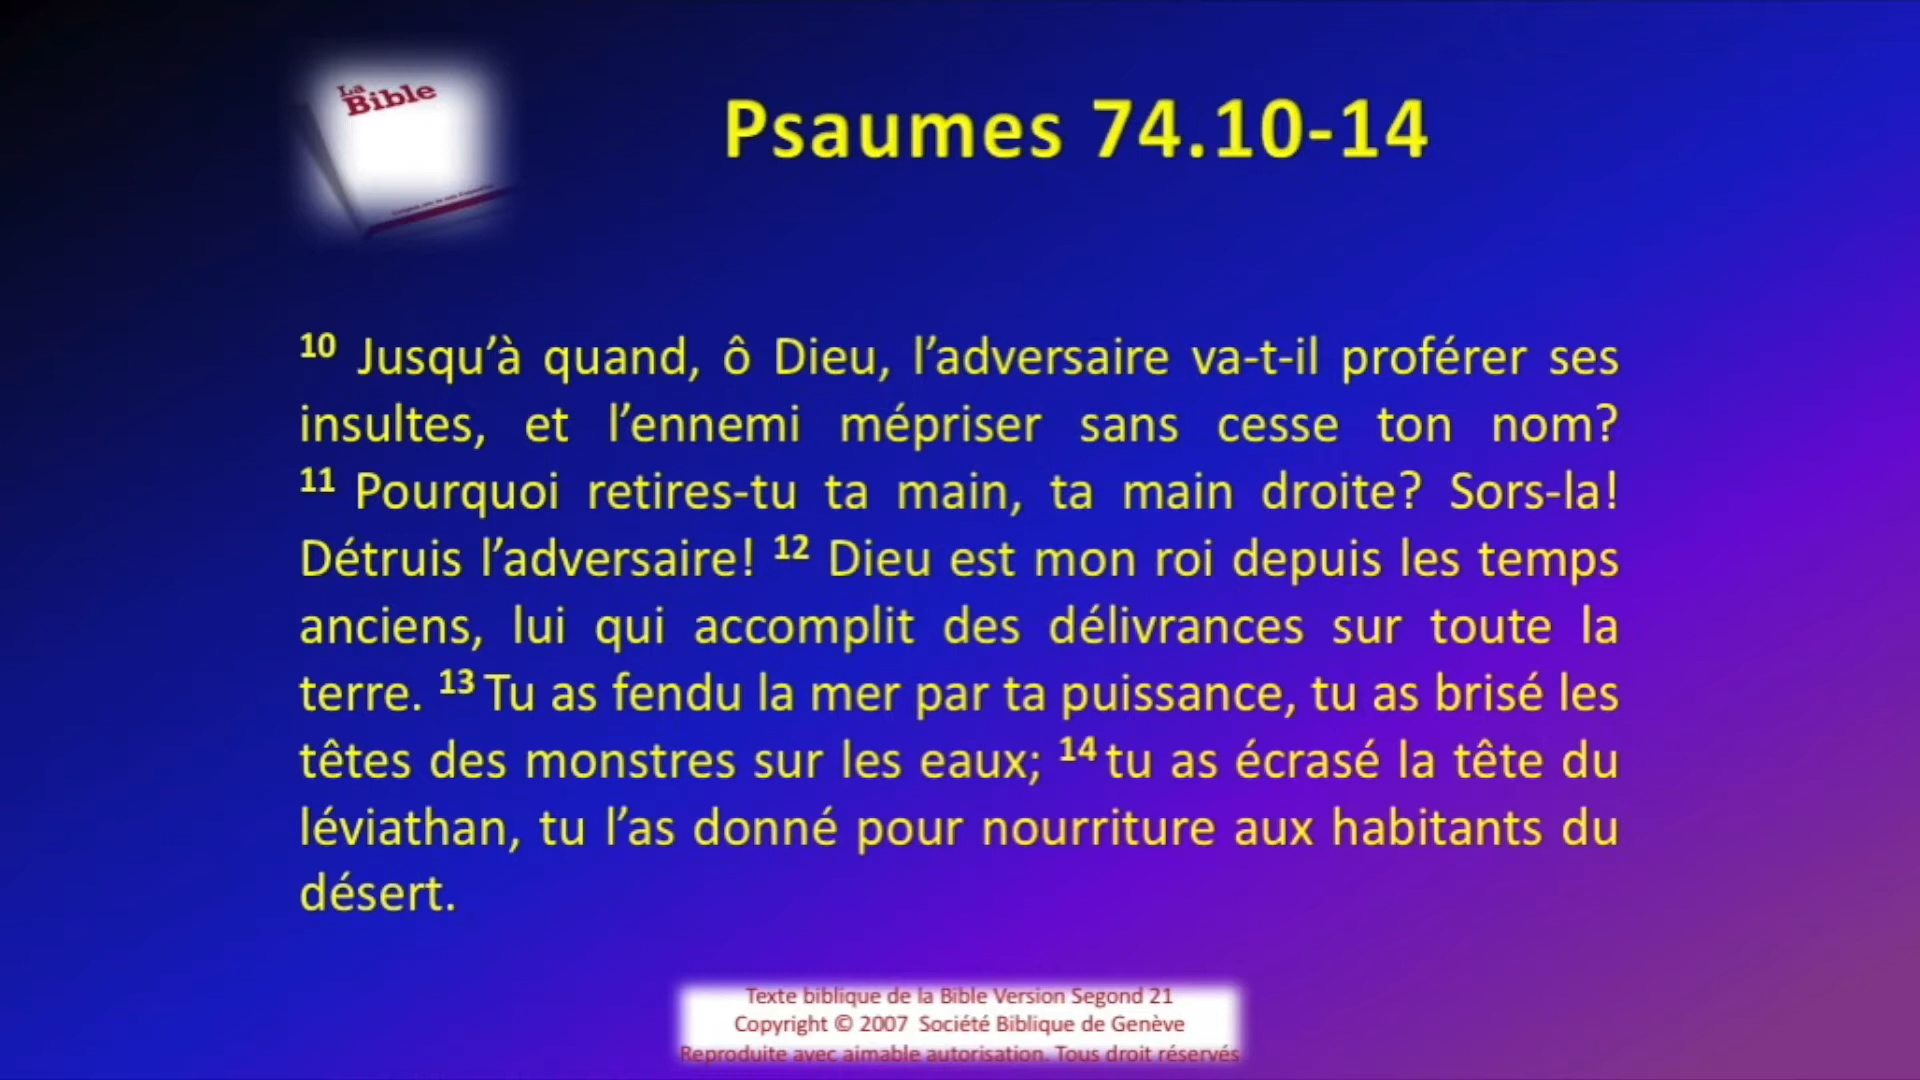 La
Bible
Psaumes 74.10-14
10 Jusqu’à quand, ô Dieu, l’adversaire va-t-il proférer ses
insultes, et l’ennemi mépriser sans cesse ton nom?
11 Pourquoi retires-tu ta main, ta main droite? Sors-la!
Détruis l’adversaire! 12 Dieu est mon roi depuis les temps
anciens, lui qui accomplit des délivrances sur toute la
terre. 13 Tu as fendu la mer par ta puissance, tu as brisé les
têtes des monstres sur les eaux; 14 tu as écrasé la tête du
léviathan, tu l’as donné pour nourriture aux habitants du
désert.
Texte biblique de la Bible Version Segond 21
Copyright © 2007 Société Biblique de Genève
Reproduite avec aimable autorisation. Tous droit réservés